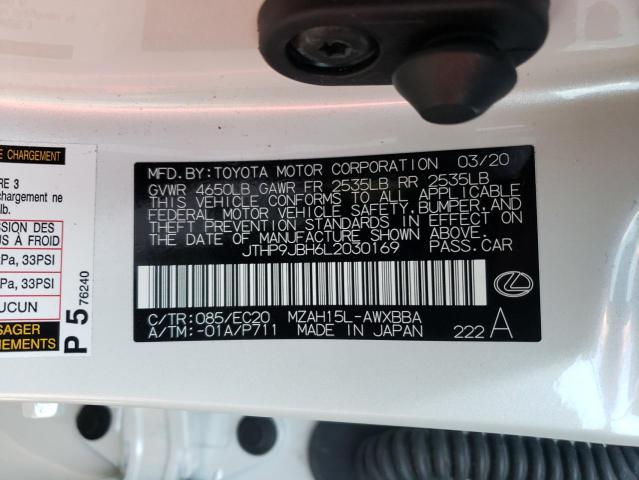 MFD. BY: TOYOTA MOTOR CORPORATION 03/20
GVWR 4650LB GAWR FR 2535LB RR 2535LB
THIS VEHICLE CONFORMS TO ALL APPLICABLE
FEDERAL MOTOR VEHICLE SAFETY, BUMPER, AND
THEFT PREVENTION STANDARDS IN EFFECT ON
THE DATE OF MANUFACTURE SHOWN ABOVE.
JTHP9JBH6L2030169 PASS. CAR
C/TR: 085/EC20 MZAH15L-AWXBBA
A/TM: -01A/P711 MADE IN JAPAN 222 A
E CHARGEMENT
RE 3
chargement ne
lb.
SSION DES
US À FROID
Pa, 33PSI
Pa, 33PSI
UCUN
SAGER
NEMENTS
P 5 76240